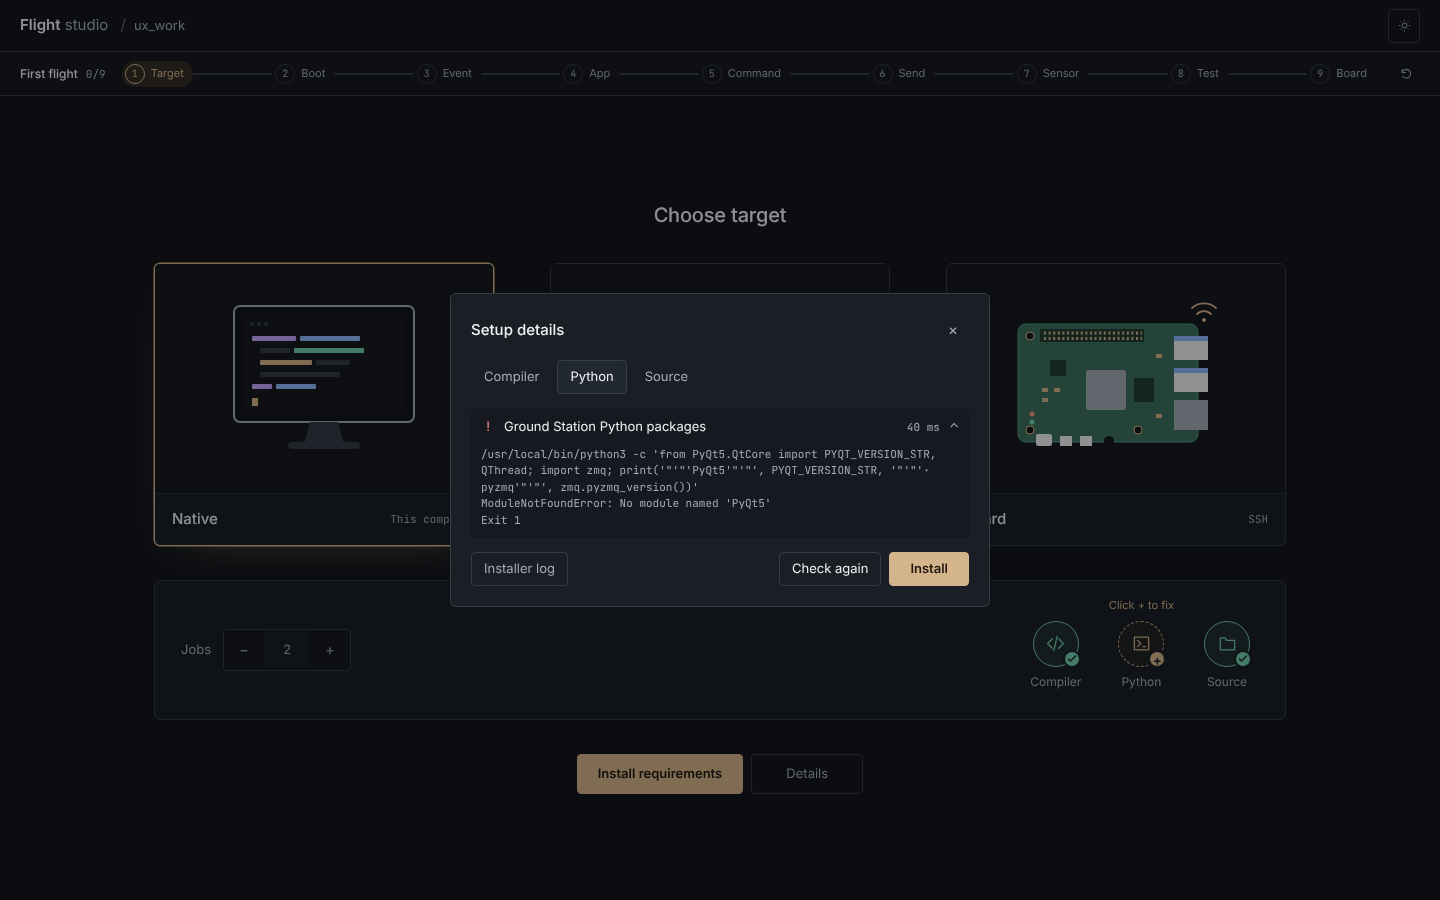 Flight studio / ux_work
First flight 0/9 1 Target 2 Boot 3 Event 4 App 5 Command 6 Send 7 Sensor 8 Test 9 Board
Choose target
Setup details ×
Compiler Python Source
! Ground Station Python packages 40 ms
/usr/local/bin/python3 -c 'from PyQt5.QtCore import PYQT_VERSION_STR,
QThread; import zmq; print('"'"'PyQt5'"'"', PYQT_VERSION_STR, '"'"'·
pyzmq'"'"', zmq.pyzmq_version())'
ModuleNotFoundError: No module named 'PyQt5'
Exit 1
Native This comp
rd SSH
Installer log Check again Install
Click + to fix
Jobs − 2 +
Compiler Python Source
Install requirements Details